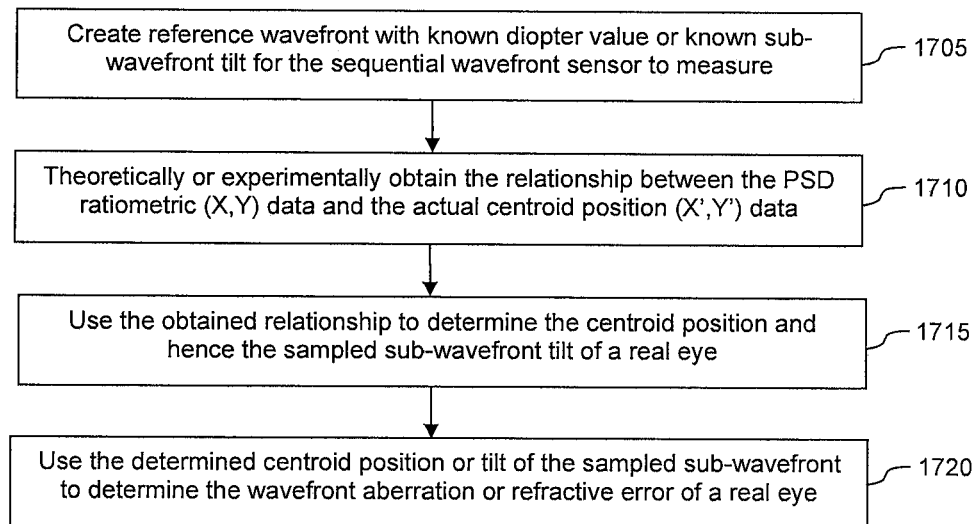 Create reference wavefront with known diopter value or known sub-
wavefront tilt for the sequential wavefront sensor to measure
1705
Theoretically or experimentally obtain the relationship between the PSD
ratiometric (X,Y) data and the actual centroid position (X',Y') data
1710
Use the obtained relationship to determine the centroid position and
hence the sampled sub-wavefront tilt of a real eye
1715
Use the determined centroid position or tilt of the sampled sub-wavefront
to determine the wavefront aberration or refractive error of a real eye
1720